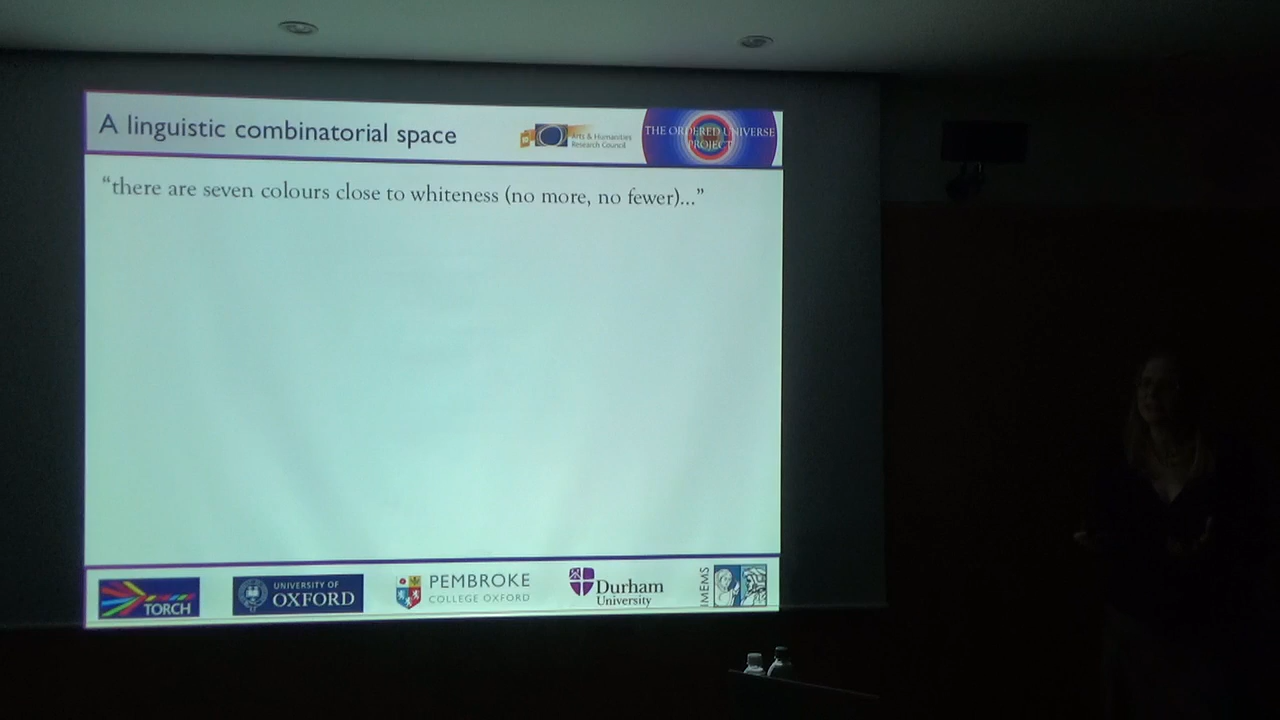 A linguistic combinatorial space
Arts & Humanities
Research Council
THE ORDERED UNIVERSE
PROJECT
“there are seven colours close to whiteness (no more, no fewer)...”
TORCH
UNIVERSITY OF
OXFORD
PEMBROKE
COLLEGE OXFORD
Durham
University
IMEMS